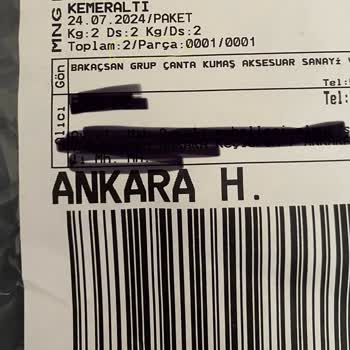 MNG
KEMERALTI
24.07.2024/PAKET
Kg:2 Ds:2 Kg/Ds:2
Toplam:2/Parça:0001/0001
Gön
BAKAÇSAN GRUP ÇANTA KUMAŞ AKSESUAR SANAYİ
Tel:
Alıcı
Tel:
ANKARA H.